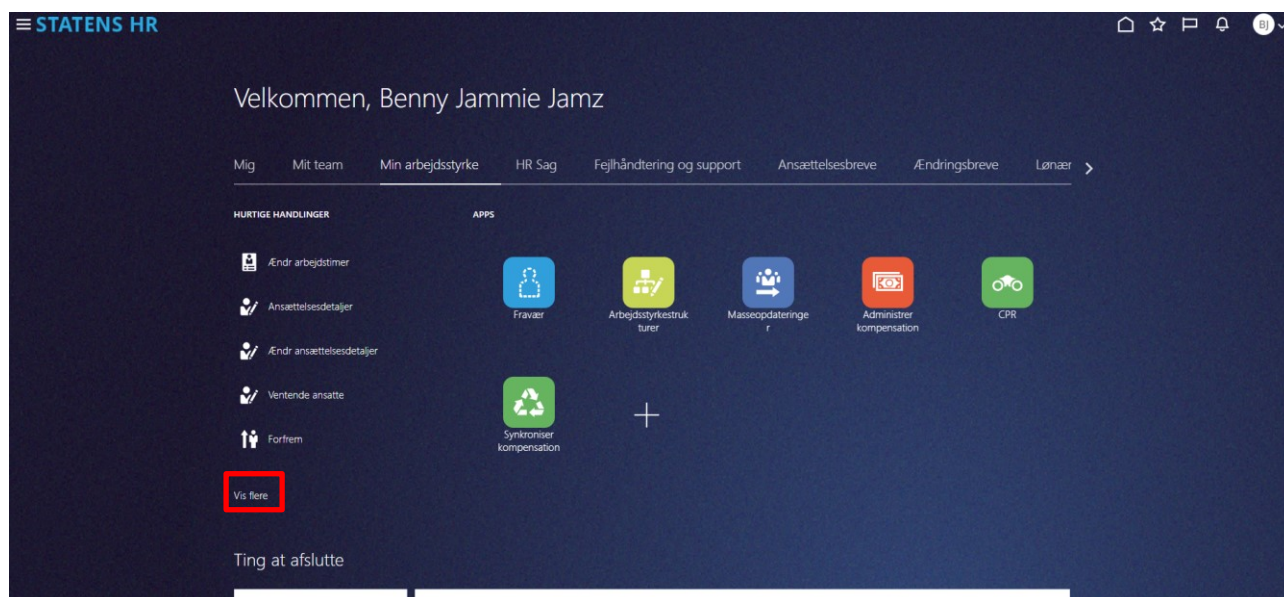 STATENS HR
BJ
Velkommen, Benny Jammie Jamz
Mig Mit team Min arbejdsstyrke HR Sag Fejlhåndtering og support Ansættelsesbreve Ændringsbreve Lønær
HURTIGE HANDLINGER
Ændr arbejdstimer
Ansættelsesdetaljer
Ændr ansættelsesdetaljer
Ventende ansatte
Forfrem
Vis flere
APPS
Fravær
Arbejdsstyrkestruk
turer
Masseopdateringe
r
Administrer
kompensation
CPR
Synkroniser
kompensation
Ting at afslutte